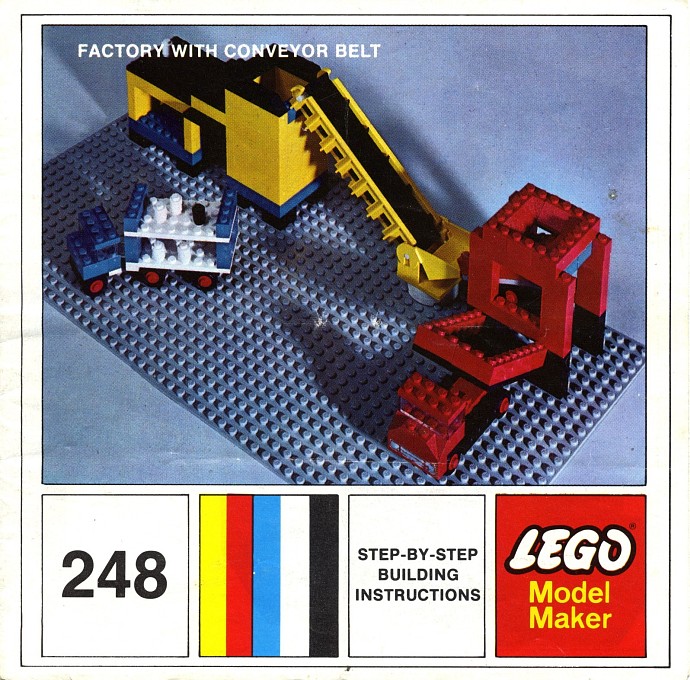 FACTORY WITH CONVEYOR BELT
248
STEP-BY-STEP
BUILDING
INSTRUCTIONS
LEGO®
Model
Maker